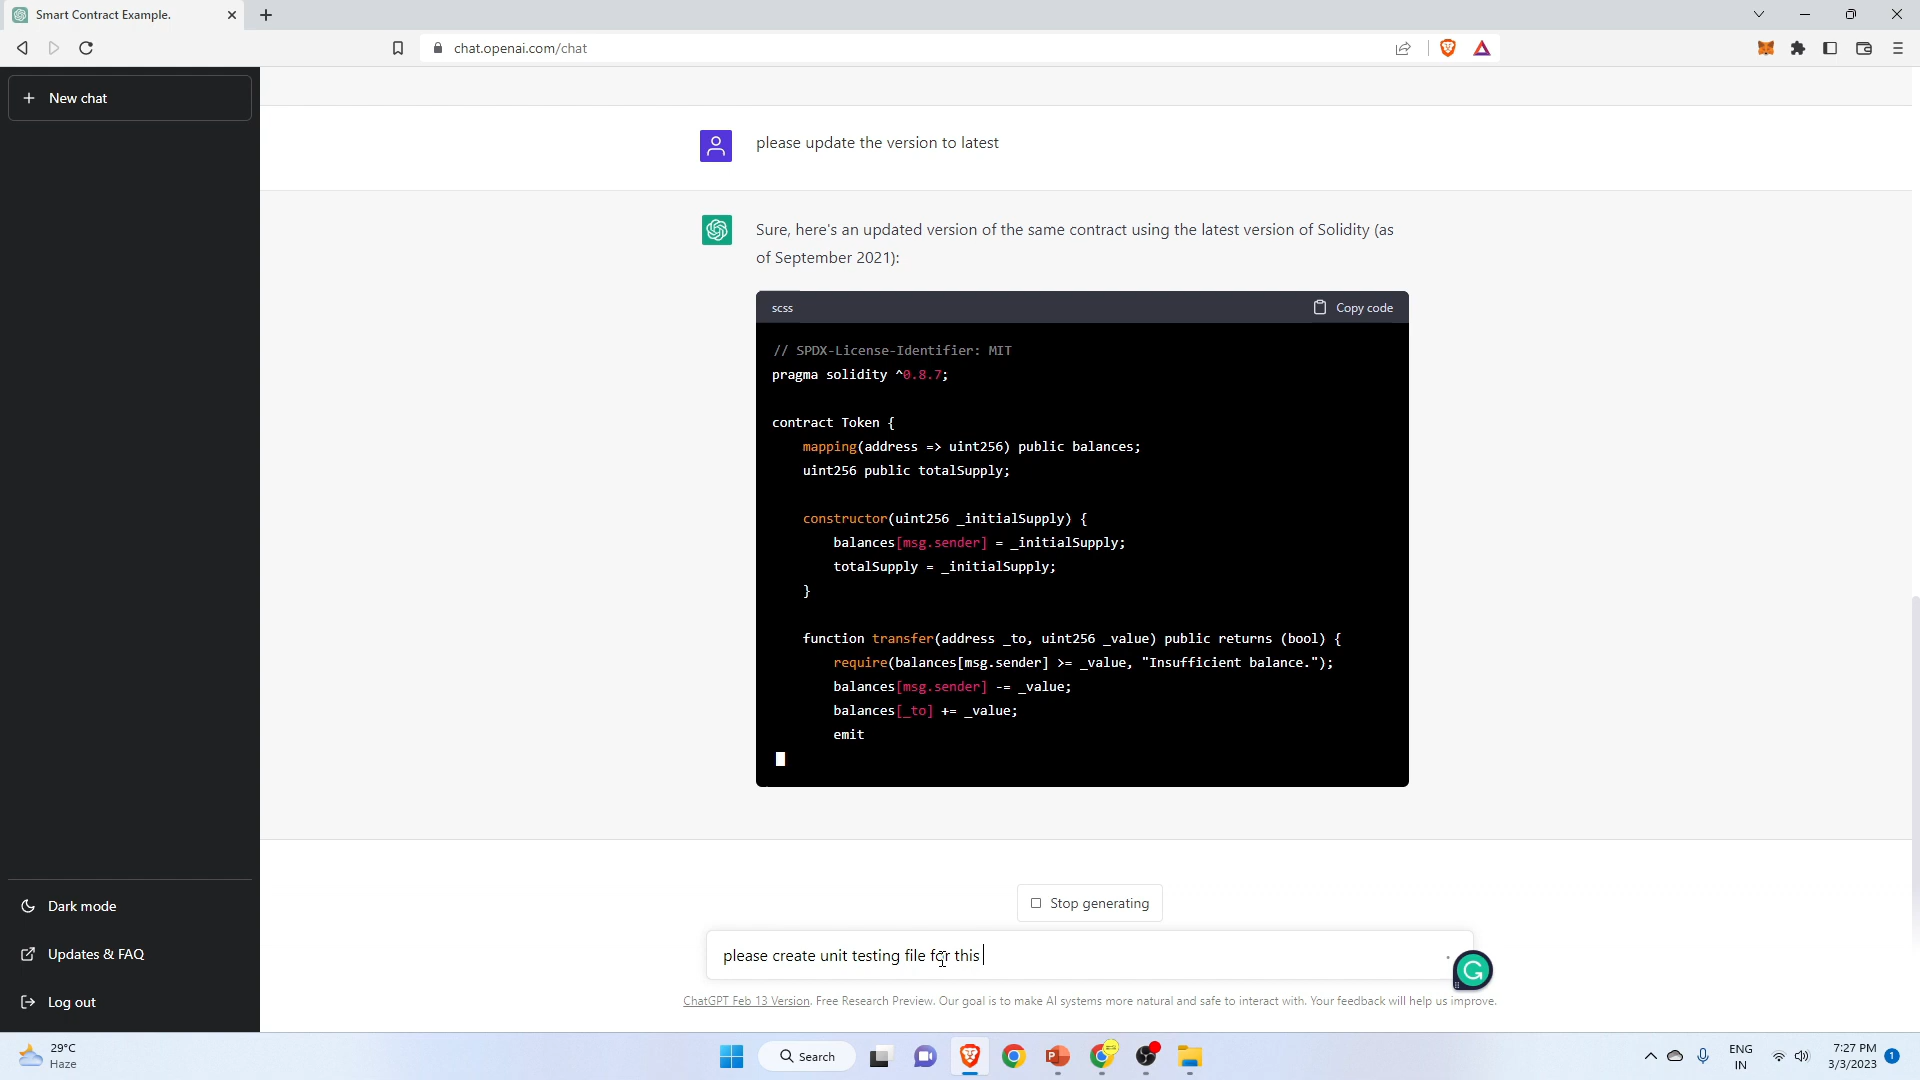 Smart Contract Example.
chat.openai.com/chat
New chat
please update the version to latest
Sure, here's an updated version of the same contract using the latest version of Solidity (as
of September 2021):
scss
Copy code
// SPDX-License-Identifier: MIT
pragma solidity ^0.8.7;
contract Token {
mapping(address => uint256) public balances;
uint256 public totalSupply;
constructor(uint256 _initialSupply) {
balances[msg.sender] = _initialSupply;
totalSupply = _initialSupply;
}
function transfer(address _to, uint256 _value) public returns (bool) {
require(balances[msg.sender] >= _value, "Insufficient balance.");
balances[msg.sender] -= _value;
balances[_to] += _value;
emit
Stop generating
please create unit testing file for this
ChatGPT Feb 13 Version. Free Research Preview. Our goal is to make AI systems more natural and safe to interact with. Your feedback will help us improve.
Dark mode
Updates & FAQ
Log out
29°C
Haze
Search
ENG
IN
7:27 PM
3/3/2023
1